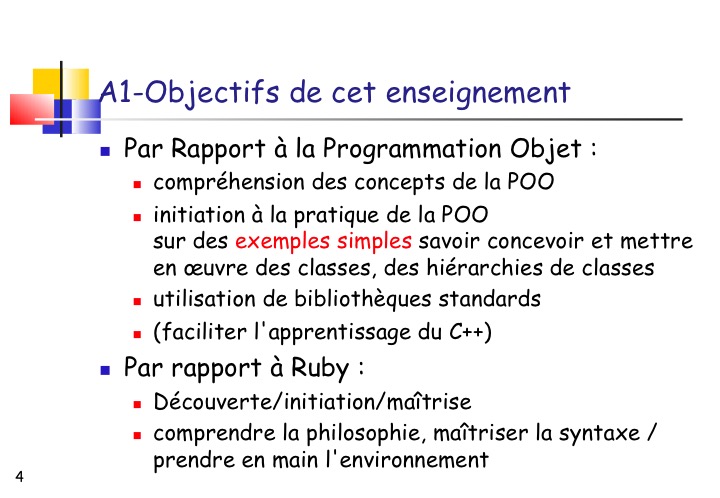 A1-Objectifs de cet enseignement
Par Rapport à la Programmation Objet :
compréhension des concepts de la POO
initiation à la pratique de la POO
sur des exemples simples savoir concevoir et mettre
en œuvre des classes, des hiérarchies de classes
utilisation de bibliothèques standards
(faciliter l'apprentissage du C++)
Par rapport à Ruby :
Découverte/initiation/maîtrise
comprendre la philosophie, maîtriser la syntaxe /
prendre en main l'environnement
4